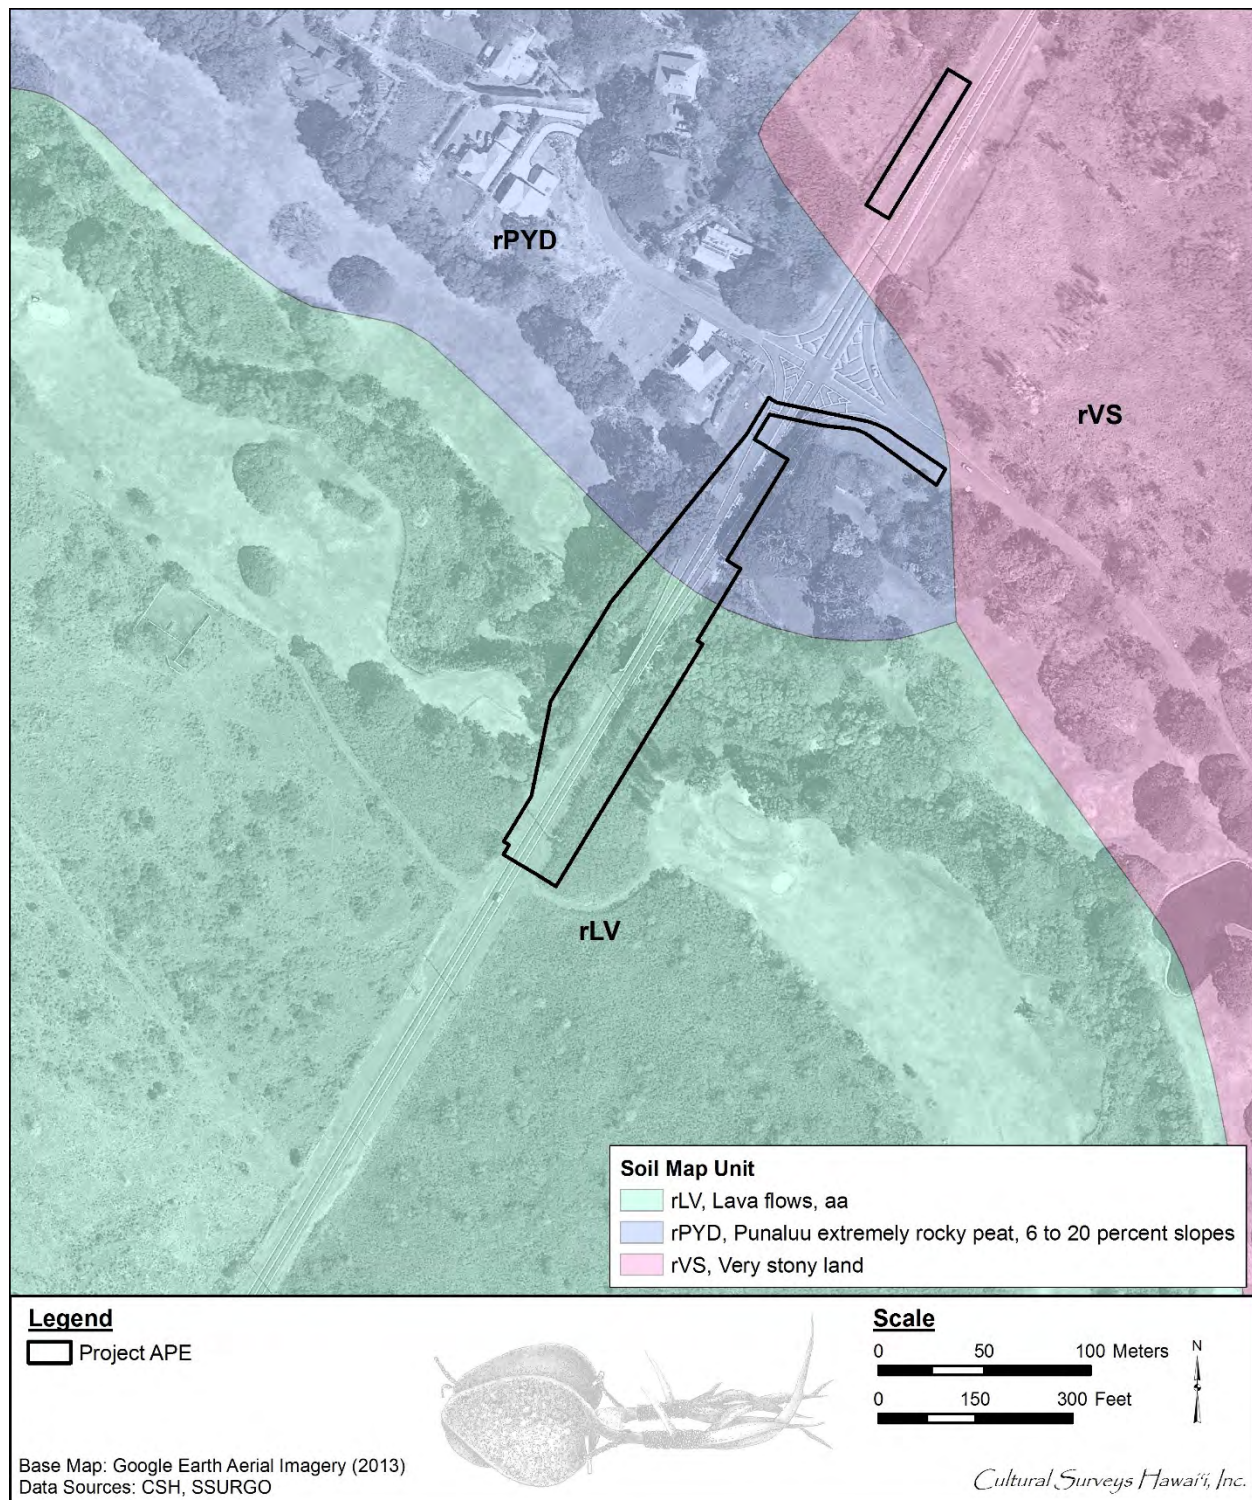 rPYD
rVS
rLV
Soil Map Unit
rLV, Lava flows, aa
rPYD, Punaluu extremely rocky peat, 6 to 20 percent slopes
rVS, Very stony land
Legend
Project APE
Scale
0 50 100 Meters
0 150 300 Feet
N
Base Map: Google Earth Aerial Imagery (2013)
Data Sources: CSH, SSURGO
Cultural Surveys Hawai‘i, Inc.